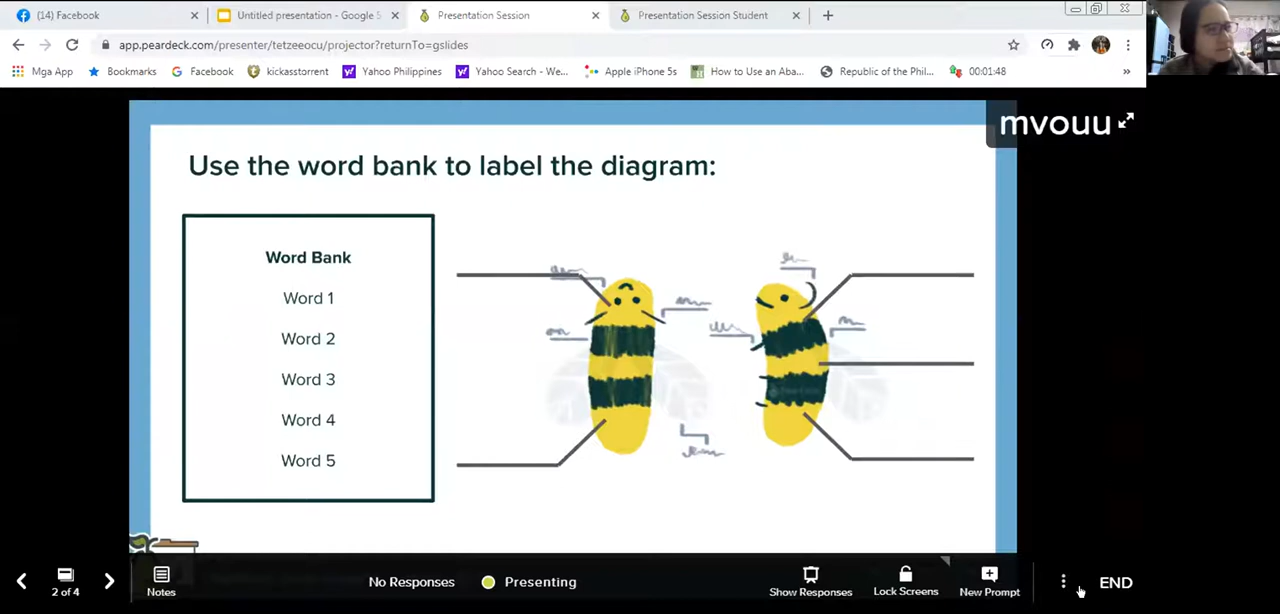 (14) Facebook
Untitled presentation - Google S
Presentation Session
Presentation Session Student
app.peardeck.com/presenter/tetzeeocu/projector?returnTo=gslides
Mga App
Bookmarks
Facebook
kickasstorrent
Yahoo Philippines
Yahoo Search - We...
Apple iPhone 5s
How to Use an Aba...
Republic of the Phil...
00:01:48
»
mvouu
Use the word bank to label the diagram:
Word Bank
Word 1
Word 2
Word 3
Word 4
Word 5
2 of 4
Notes
No Responses
Presenting
Show Responses
Lock Screens
New Prompt
END